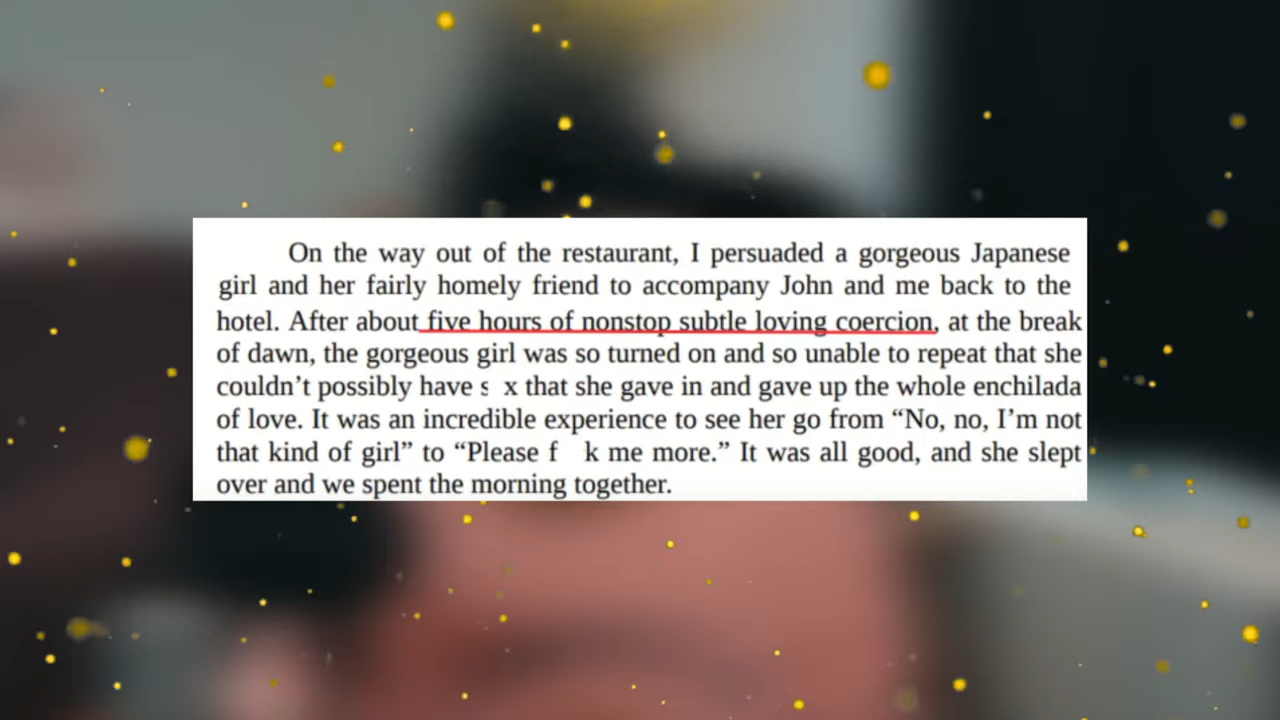 On the way out of the restaurant, I persuaded a gorgeous Japanese
girl and her fairly homely friend to accompany John and me back to the
hotel. After about five hours of nonstop subtle loving coercion, at the break
of dawn, the gorgeous girl was so turned on and so unable to repeat that she
couldn’t possibly have s x that she gave in and gave up the whole enchilada
of love. It was an incredible experience to see her go from “No, no, I’m not
that kind of girl” to “Please f k me more.” It was all good, and she slept
over and we spent the morning together.